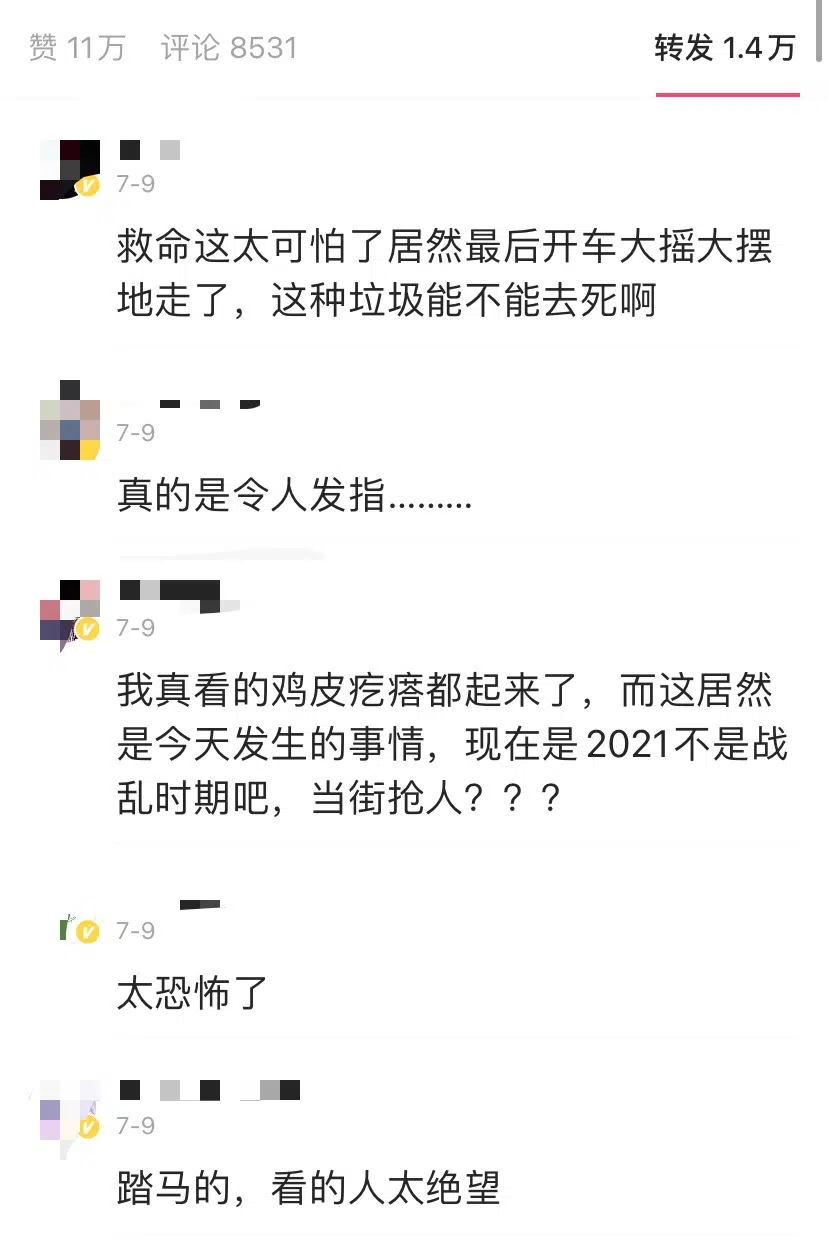 赞 11万 评论 8531 转发 1.4万
7-9
救命这太可怕了居然最后开车大摇大摆
地走了，这种垃圾能不能去死啊
7-9
真的是令人发指………
7-9
我真看的鸡皮疙瘩都起来了，而这居然
是今天发生的事情，现在是2021不是战
乱时期吧，当街抢人？？？
7-9
太恐怖了
7-9
踏马的，看的人太绝望